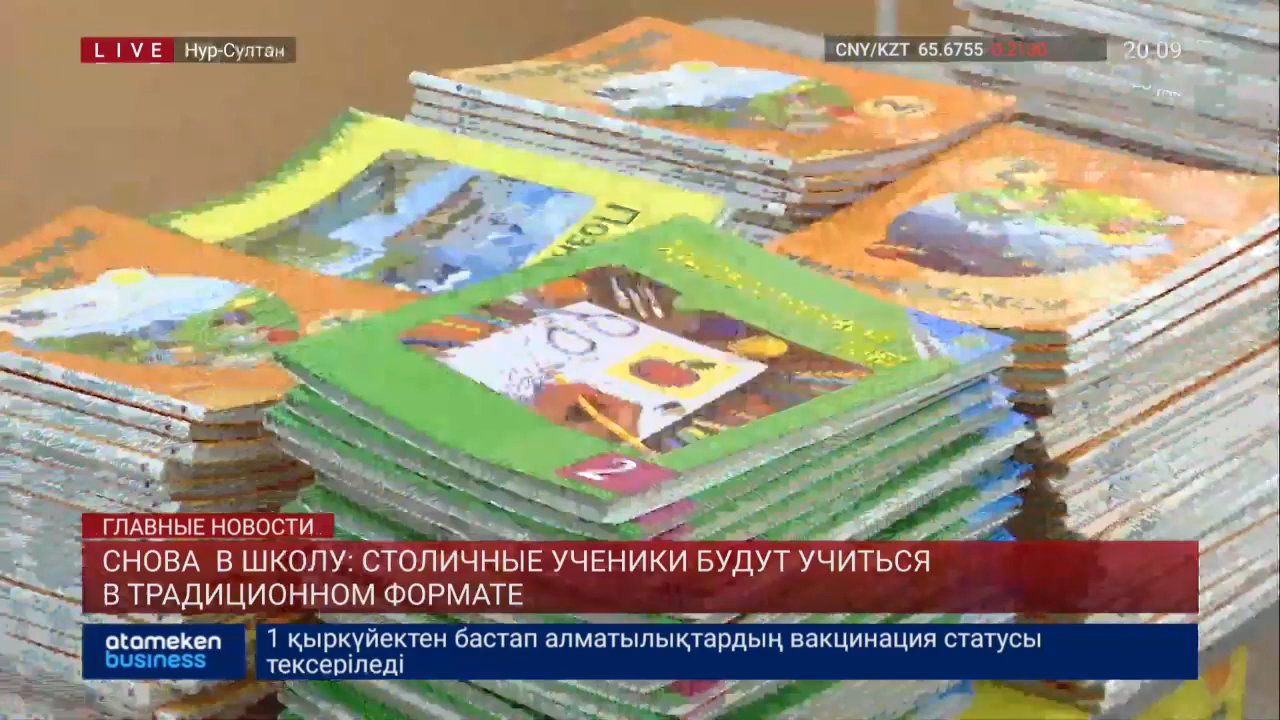 LIVE Нур-Султан
CNY/KZT 65.6755
20:09
2
ГЛАВНЫЕ НОВОСТИ
СНОВА В ШКОЛУ: СТОЛИЧНЫЕ УЧЕНИКИ БУДУТ УЧИТЬСЯ
В ТРАДИЦИОННОМ ФОРМАТЕ
atameken
business
1 қыркүйектен бастап алматылықтардың вакцинация статусы
тексеріледі